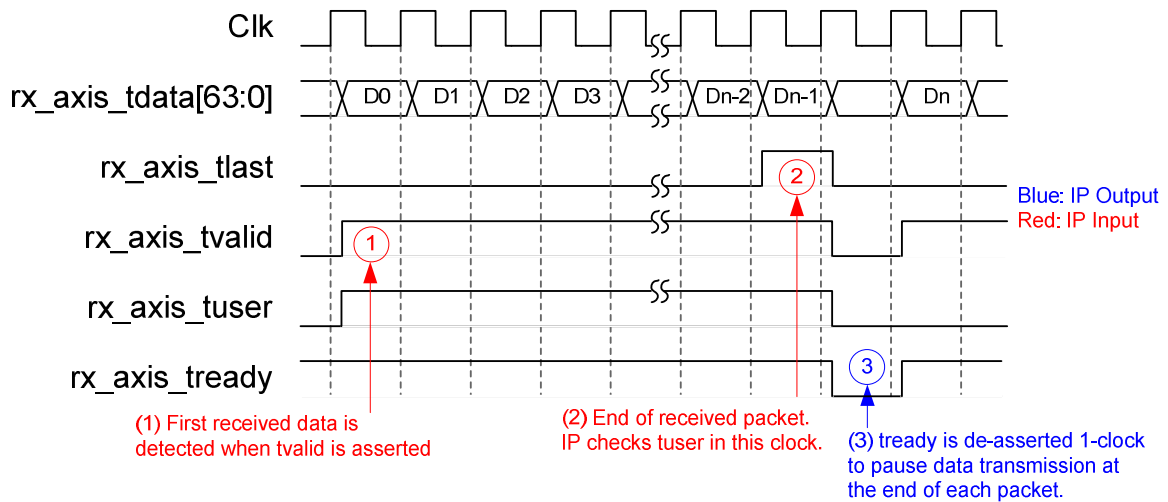 Clk
rx_axis_tdata[63:0]
D0 D1 D2 D3 Dn-2 Dn-1 Dn
rx_axis_tlast
2
Blue: IP Output
Red: IP Input
rx_axis_tvalid
1
rx_axis_tuser
rx_axis_tready
3
(1) First received data is
detected when tvalid is asserted
(2) End of received packet.
IP checks tuser in this clock.
(3) tready is de-asserted 1-clock
to pause data transmission at
the end of each packet.